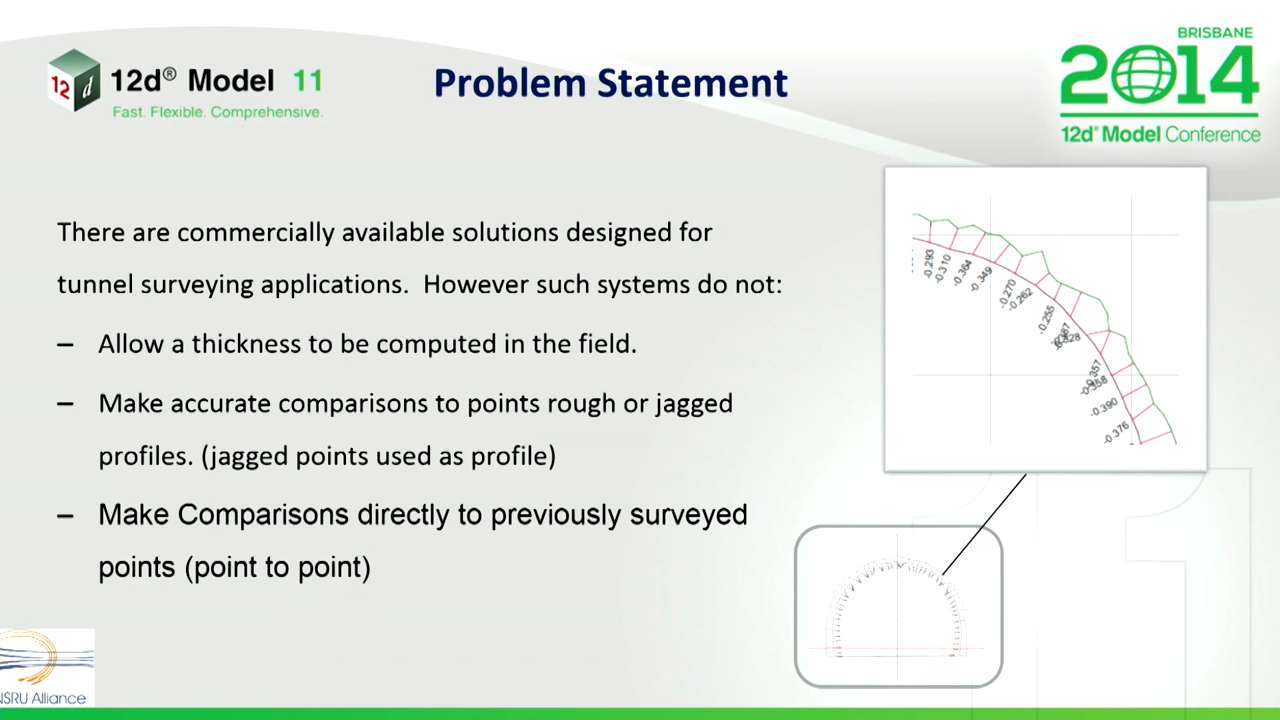 BRISBANE
12d® Model 11
Fast. Flexible. Comprehensive.
Problem Statement
2014
12d® Model Conference
There are commercially available solutions designed for
tunnel surveying applications. However such systems do not:
– Allow a thickness to be computed in the field.
– Make accurate comparisons to points rough or jagged
profiles. (jagged points used as profile)
– Make Comparisons directly to previously surveyed
points (point to point)
-0.293
-0.310
-0.364
-0.349
-0.270
-0.262
-0.255
-0.357
-0.358
-0.390
-0.376
12
d
NSRU Alliance